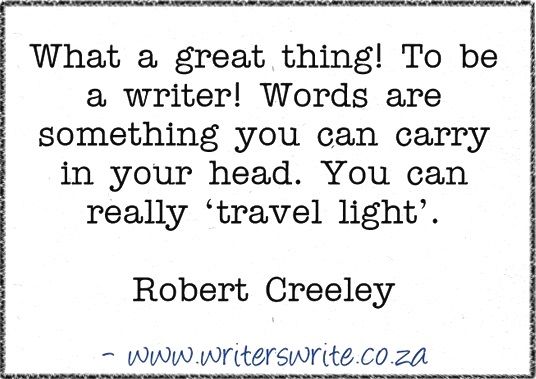 What a great thing! To be
a writer! Words are
something you can carry
in your head. You can
really ‘travel light’.
Robert Creeley
- www.writerswrite.co.za